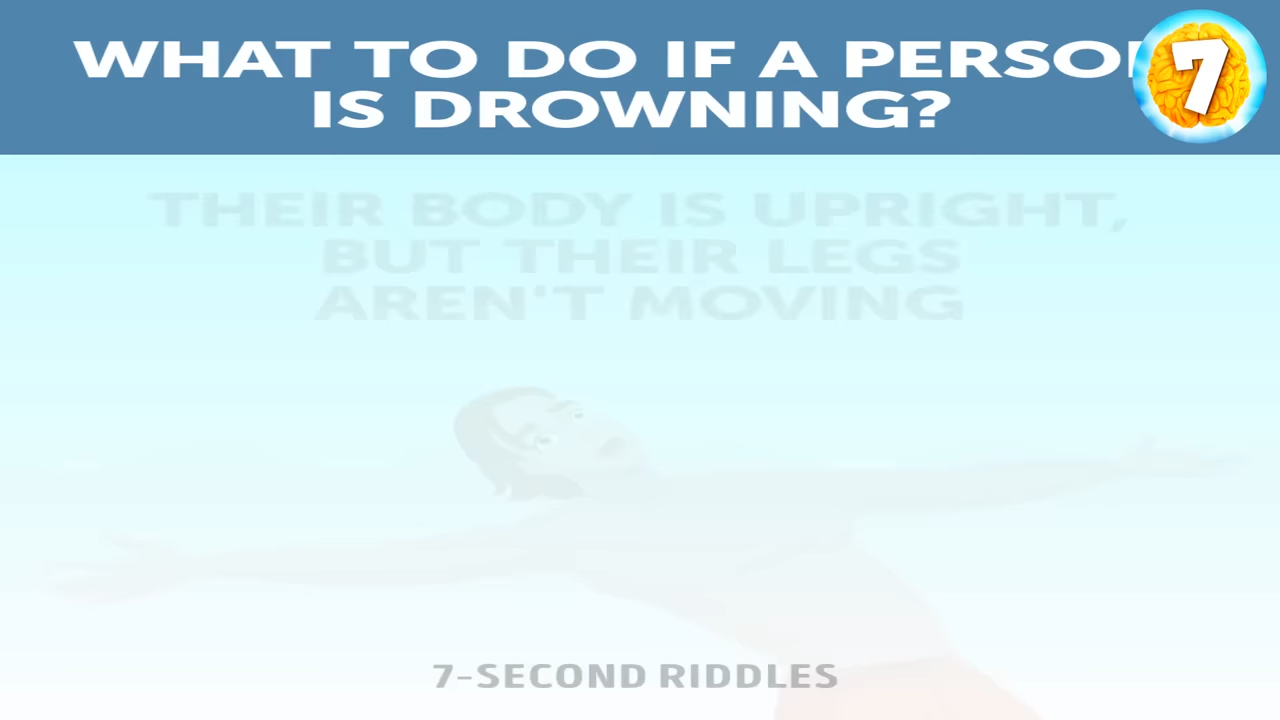 WHAT TO DO IF A PERSO
IS DROWNING?
7
THEIR BODY IS UPRIGHT,
BUT THEIR LEGS
AREN'T MOVING
7-SECOND RIDDLES